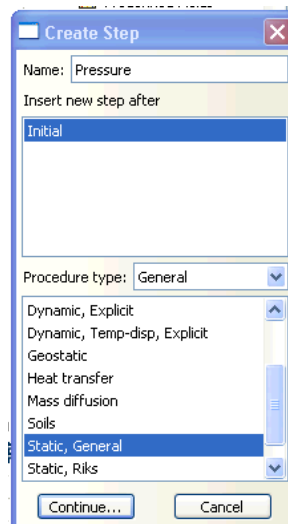 Create Step
Name: Pressure
Insert new step after
Initial
Procedure type: General
Dynamic, Explicit
Dynamic, Temp-disp, Explicit
Geostatic
Heat transfer
Mass diffusion
Soils
Static, General
Static, Riks
Continue... Cancel